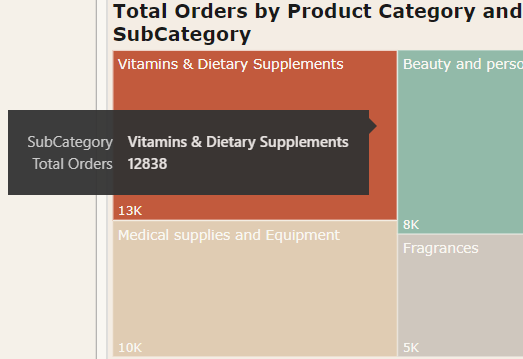 Total Orders by Product Category and
SubCategory
Vitamins & Dietary Supplements
Beauty and perso
SubCategory Vitamins & Dietary Supplements
Total Orders 12838
13K
8K
Medical supplies and Equipment
Fragrances
10K
5K